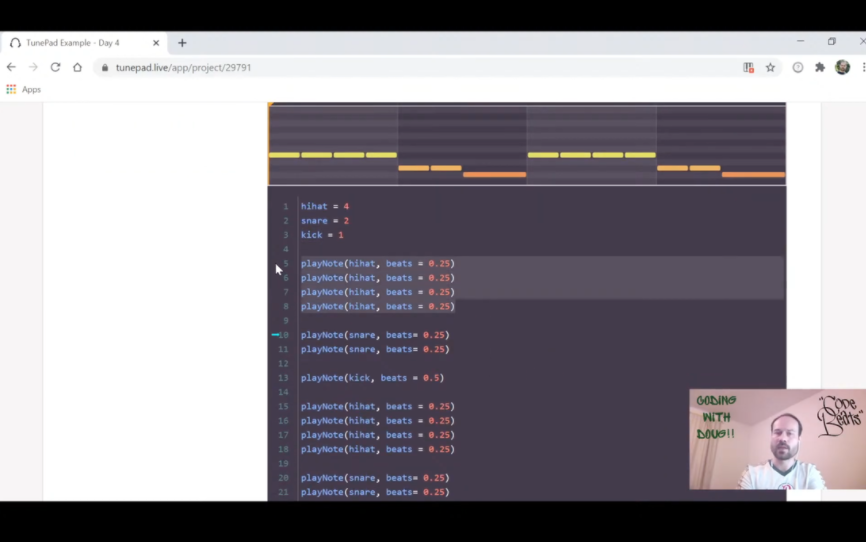 TunePad Example - Day 4
tunepad.live/app/project/29791
Apps
1 hihat = 4
2 snare = 2
3 kick = 1
4
5 playNote(hihat, beats = 0.25)
6 playNote(hihat, beats = 0.25)
7 playNote(hihat, beats = 0.25)
8 playNote(hihat, beats = 0.25)
9
10 playNote(snare, beats= 0.25)
11 playNote(snare, beats= 0.25)
12
13 playNote(kick, beats = 0.5)
14
15 playNote(hihat, beats = 0.25)
16 playNote(hihat, beats = 0.25)
17 playNote(hihat, beats = 0.25)
18 playNote(hihat, beats = 0.25)
19
20 playNote(snare, beats= 0.25)
21 playNote(snare, beats= 0.25)
CODING
WITH
DOUG!!
"Code
Beats"